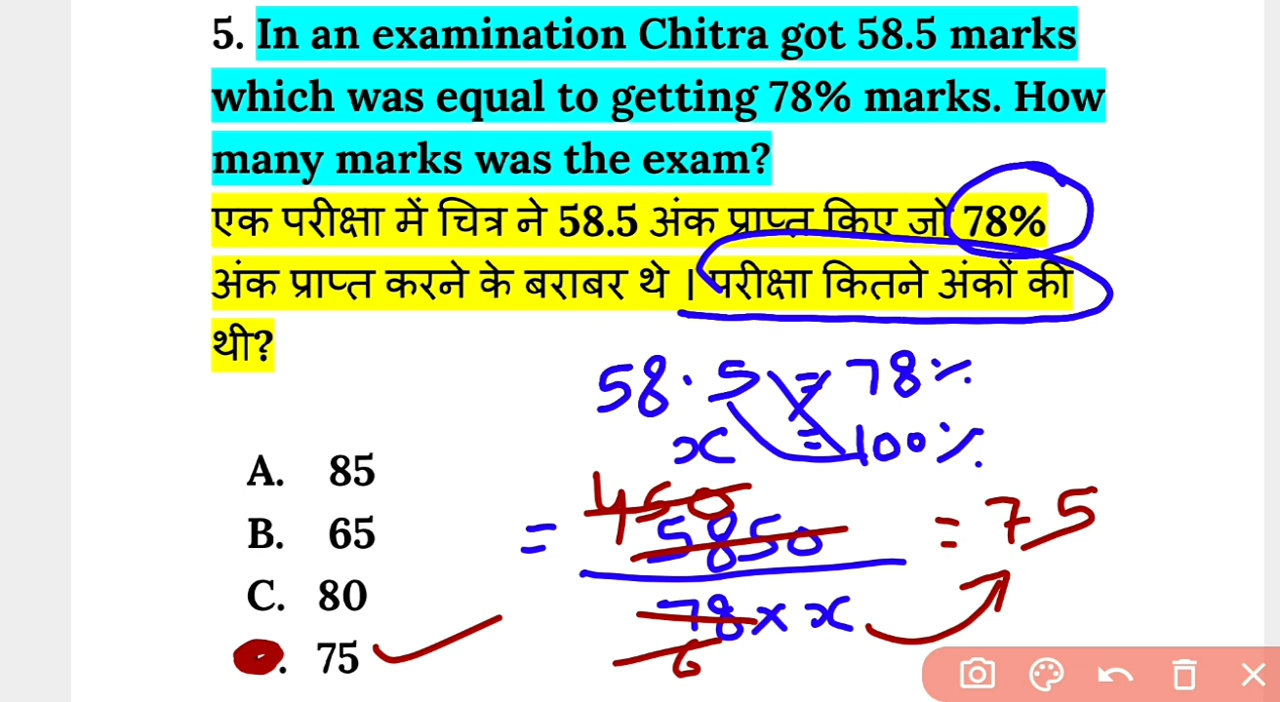 5. In an examination Chitra got 58.5 marks
which was equal to getting 78% marks. How
many marks was the exam?
एक परीक्षा में चित्र ने 58.5 अंक प्राप्त किए जो 78%
अंक प्राप्त करने के बराबर थे । परीक्षा कितने अंकों की
थी?
58.5 = 78%
x = 100%
A. 85
450
B. 65
= 5850 = 75
C. 80
78 × x
. 75
6